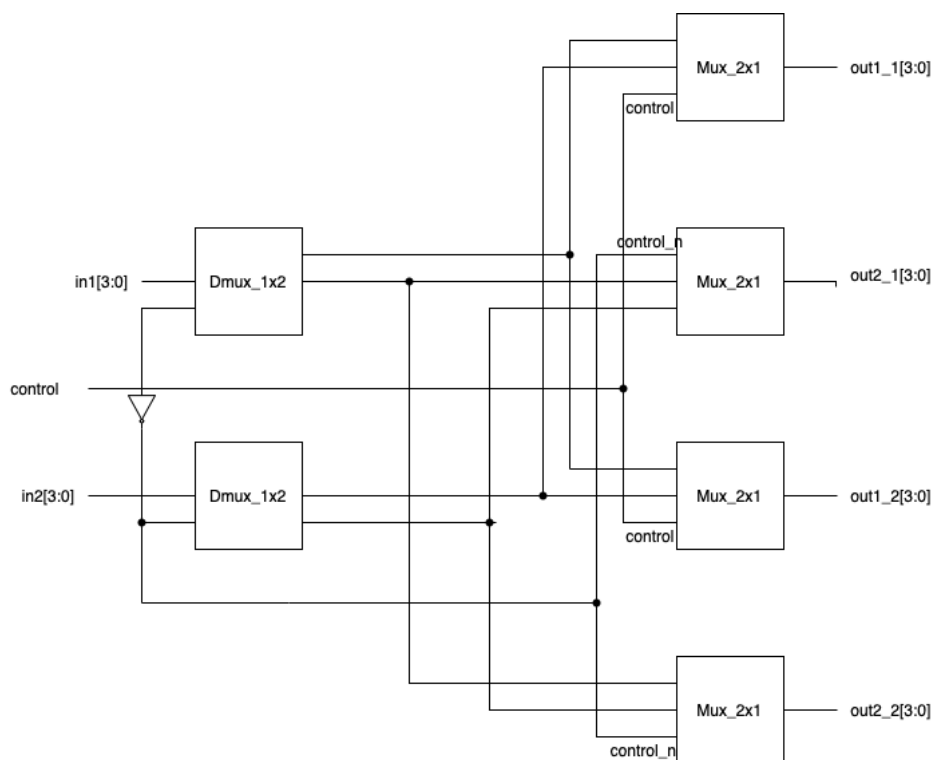 Mux_2x1
out1_1[3:0]
control
control_n
in1[3:0]
Dmux_1x2
Mux_2x1
out2_1[3:0]
control
in2[3:0]
Dmux_1x2
Mux_2x1
out1_2[3:0]
control
Mux_2x1
out2_2[3:0]
control_n